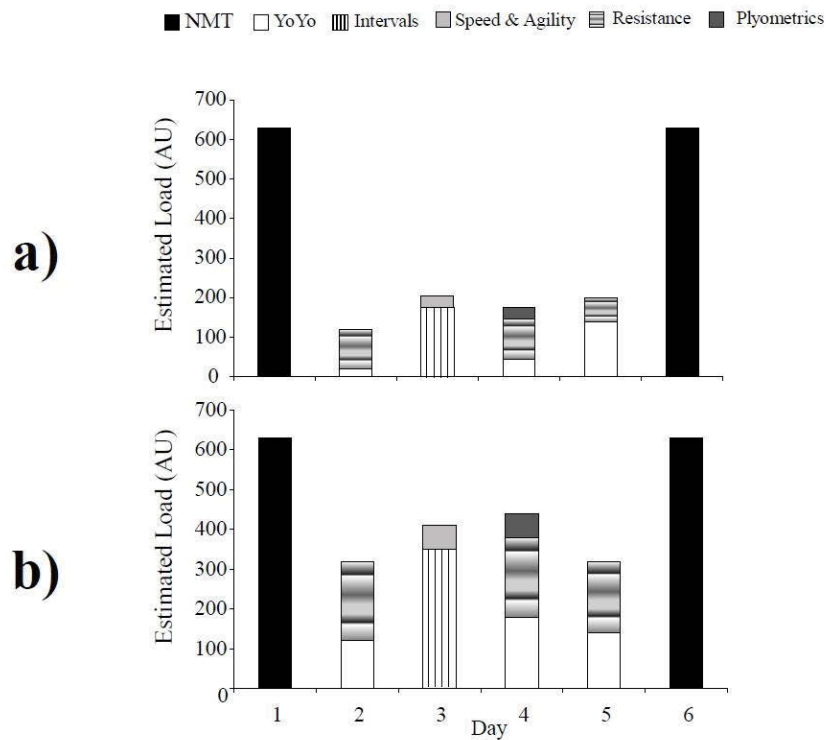 NMT YoYo Intervals Speed & Agility Resistance Plyometrics
a)
Estimated Load (AU)
700
600
500
400
300
200
100
0
b)
Estimated Load (AU)
700
600
500
400
300
200
100
0
1 2 3 4 5 6
Day